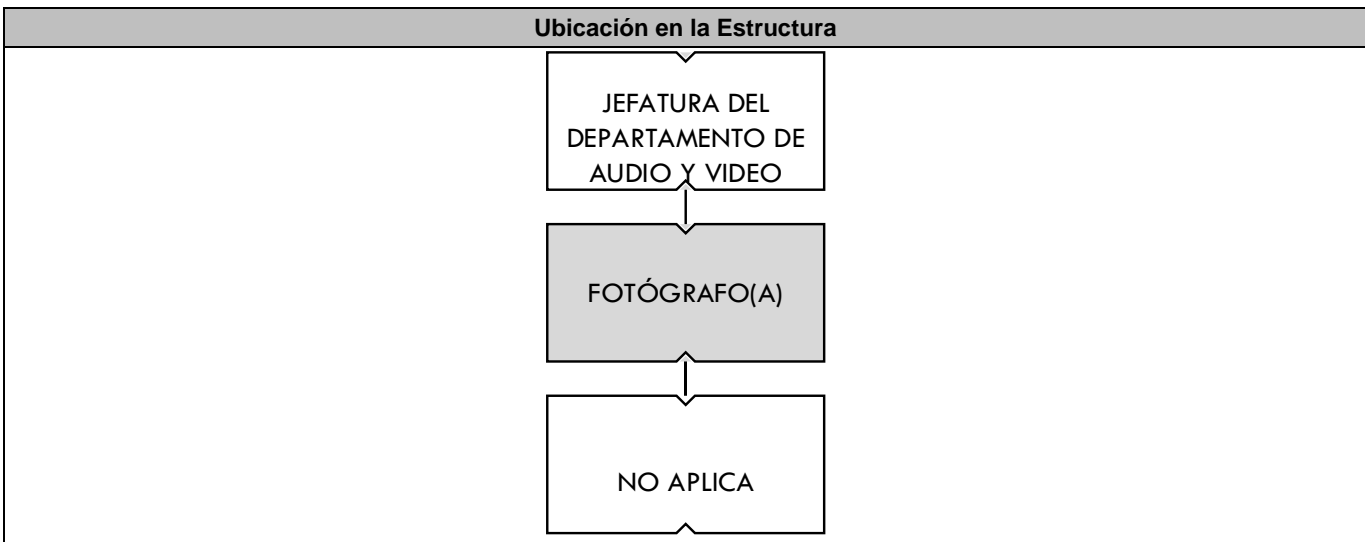 Ubicación en la Estructura
JEFATURA DEL
DEPARTAMENTO DE
AUDIO Y VIDEO
FOTÓGRAFO(A)
NO APLICA